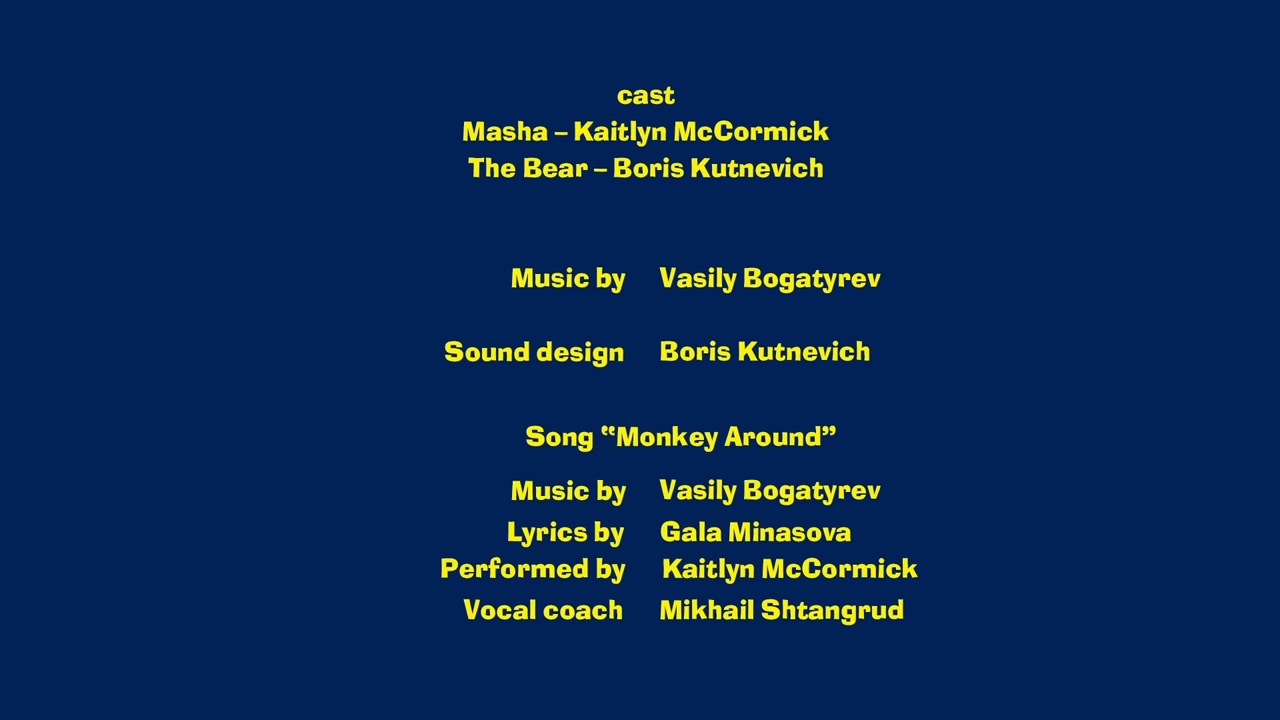 cast
Masha – Kaitlyn McCormick
The Bear – Boris Kutnevich
Music by Vasily Bogatyrev
Sound design Boris Kutnevich
Song “Monkey Around”
Music by Vasily Bogatyrev
Lyrics by Gala Minasova
Performed by Kaitlyn McCormick
Vocal coach Mikhail Shtangrud